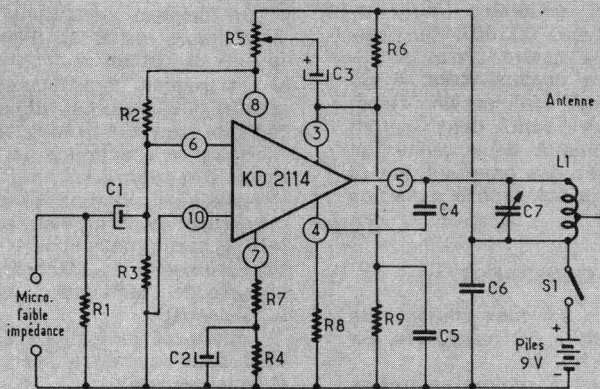 R5
R6
C3
Antenne
R2
8
3
6
KD 2114
L1
5
C1
10
C4
C7
4
7
R3
S1
Micro.
faible
impédance
R1
R7
C6
C2
R4
R8
R9
C5
Piles
9 V
+
+
-